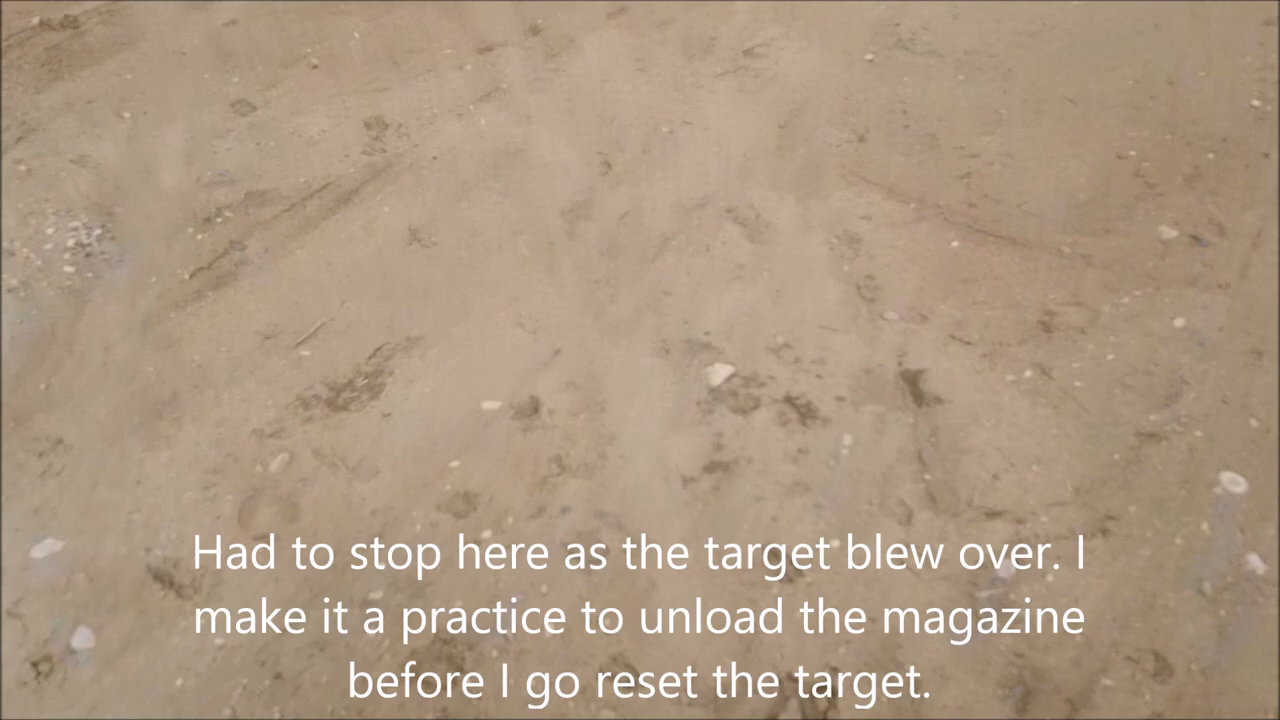 Had to stop here as the target blew over. I
make it a practice to unload the magazine
before I go reset the target.